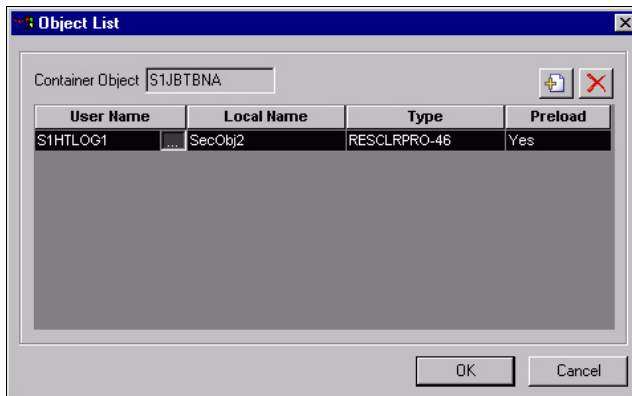 Object List
Container Object S1JBTBNA
User Name Local Name Type Preload
S1HTLOG1 ... SecObj2 RESCLRPRO-46 Yes
OK Cancel